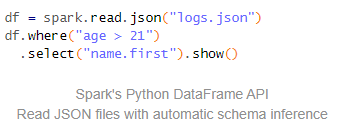 df = spark.read.json("logs.json")
df.where("age > 21")
  .select("name.first").show()
Spark's Python DataFrame API
Read JSON files with automatic schema inference